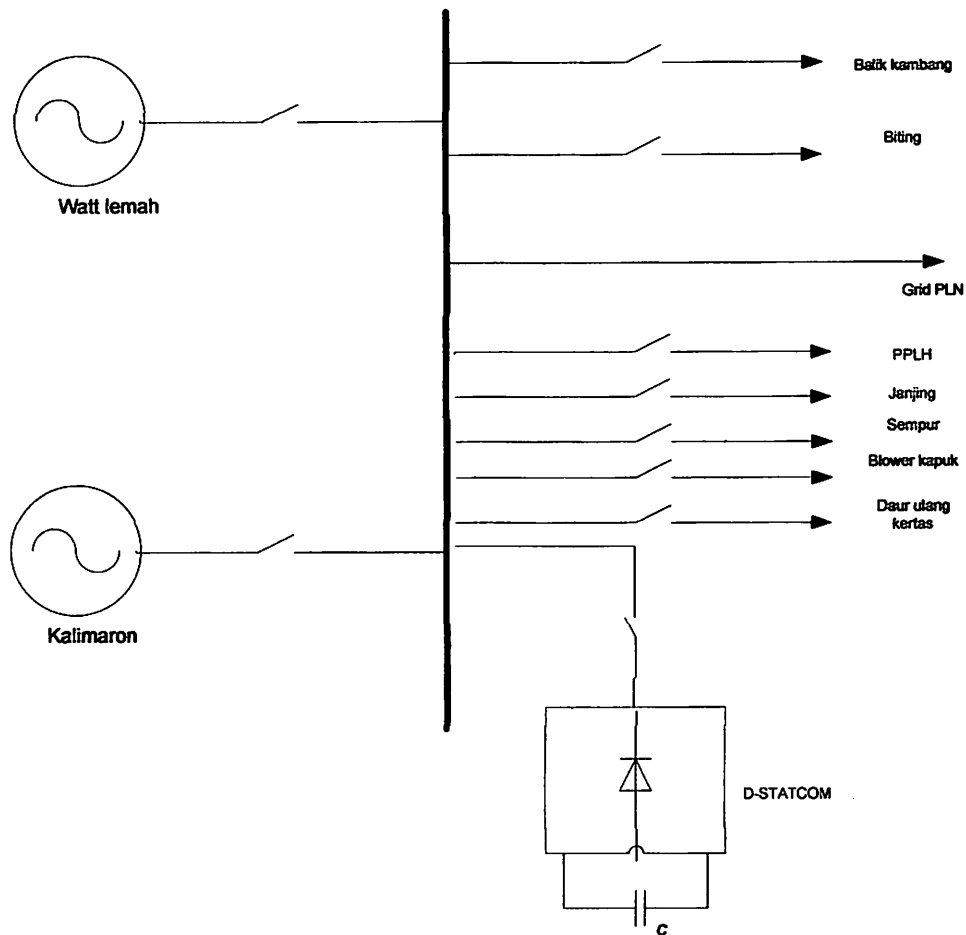 Batik kambang
Biting
Watt lemah
Grid PLN
PPLH
Janjing
Sempur
Blower kapuk
Daur ulang
kertas
Kalimaron
D-STATCOM
C